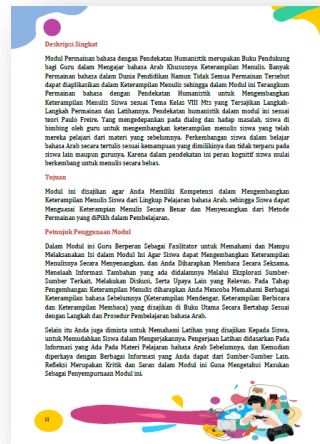 Deskripsi Singkat
Modul Permainan bahasa dengan Pendekatan Humanistik merupakan Buku Pendukung
bagi Guru dalam Mengajar bahasa Arab Khususnya Keterampilan Menulis. Banyak
Permainan bahasa dalam Dunia Pendidikan Namun Tidak Semua Permainan Tersebut
dapat diaplikasikan dalam Keterampilan Menulis sehingga dalam Modul ini Terangkum
Permainan bahasa dengan Pendekatan Humanistik untuk Mengembangkan
Keterampilan Menulis Siswa sesuai Tema Kelas VIII Mts yang Tersajikan Langkah-
Langkah Permainan dan Latihannya. Pendekatan humanistik dalam modul ini sesuai
teori Paulo Freire. Yang mengedepankan pada dialog dan hadap masalah, siswa di
bimbing oleh guru untuk mengembangkan keterampilan menulis siswa yang telah
mereka pelajari dari materi yang sebelumnya. Perkembangan siswa dalam belajar
bahasa Arab secara tertulis sesuai kemampuan yang dimilikinya dan tidak terpacu pada
siswa lain maupun gurunya. Karena dalam pendekatan ini peran kognitif siswa mulai
berkembang untuk menulis secara bebas.
Tujuan
Modul ini disajikan agar Anda Memiliki Kompetensi dalam Mengembangkan
Keterampilan Menulis Siswa dari Lingkup Pelajaran bahasa Arab, sehingga Siswa dapat
Menguasai Keterampian Menulis Secara Benar dan Menyenangkan dari Metode
Permainan yang diPilih dalam Pembelajaran.
Petunjuk Penggunaan Modul
Dalam Modul ini Guru Berperan Sebagai Fasilitator untuk Memahami dan Mampu
Melaksanakan Isi dalam Modul Ini Agar Siswa dapat Mengembangkan Keterampilan
Menulisnya Secara Menyenangkan. dan Anda Diharapkan Membaca Secara Seksama,
Menelaah Informasi Tambahan yang ada didalamnya Melalui Eksplorasi Sumber-
Sumber Terkait, Melakukan Diskusi, Serta Upaya Lain yang Relevan. Pada Tahap
Pengembangan Keterampilan Menulis diharapkan Anda Mencoba Memahami Berbagai
Keterampilan bahasa Sebelumnya (Keterampilan Mendengar, Keterampilan Berbicara
dan Keterampilan Membaca) yang disajikan di Buku Utama Secara Bertahap Sesuai
dengan Langkah dan Prosedur Pembelajaran bahasa Arab.
Selain itu Anda juga diminta untuk Memahami Latihan yang disajikan Kepada Siswa,
untuk Memudahkan Siswa dalam Mengerjakannya. Pengerjaan Latihan didasarkan Pada
Informasi yang Ada Pada Materi Pelajaran bahasa Arab Sebelumnya, dan Kemudian
diperkaya dengan Berbagai Informasi yang Anda dapat dari Sumber-Sumber Lain.
Refleksi Merupakan Kritik dan Saran dalam Modul ini Guna Mengetahui Masukan
Sebagai Penyempurnaan Modul ini.